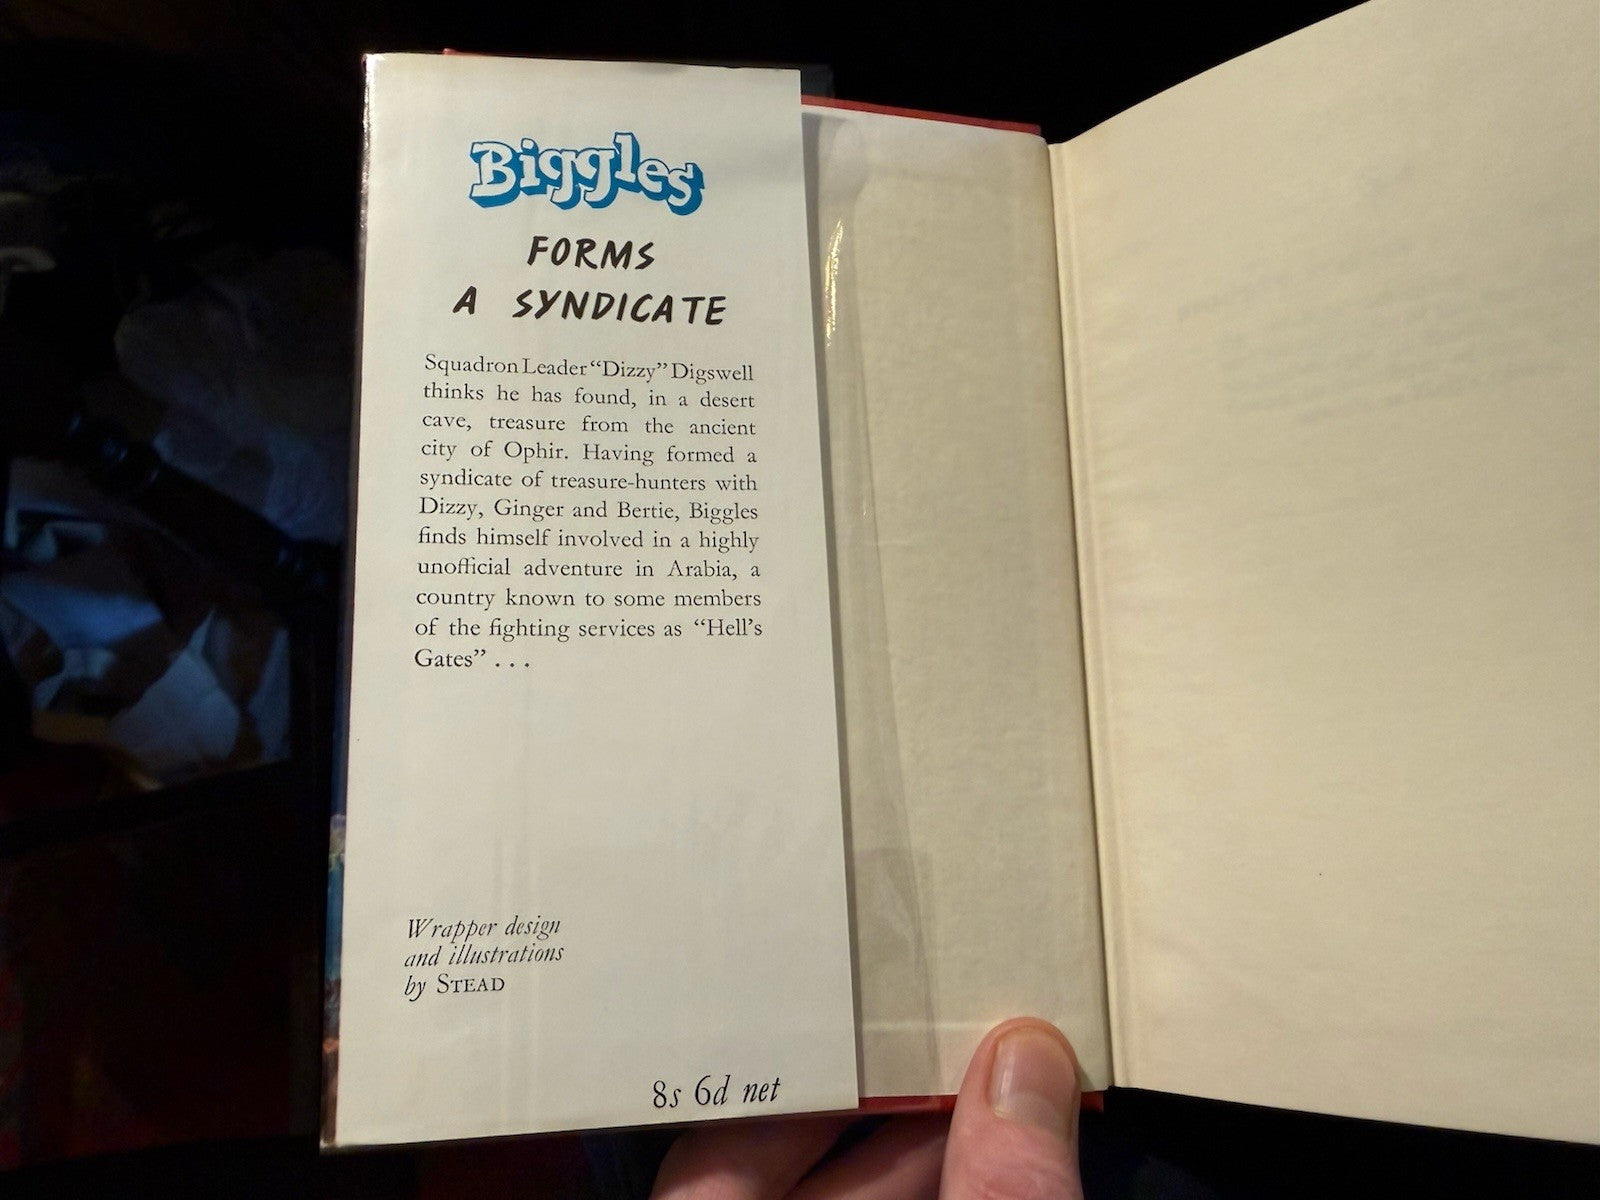 Biggles
FORMS
A SYNDICATE
Squadron Leader “Dizzy” Digswell
thinks he has found, in a desert
cave, treasure from the ancient
city of Ophir. Having formed a
syndicate of treasure-hunters with
Dizzy, Ginger and Bertie, Biggles
finds himself involved in a highly
unofficial adventure in Arabia, a
country known to some members
of the fighting services as “Hell’s
Gates” . . .
Wrapper design
and illustrations
by STEAD
8s 6d net